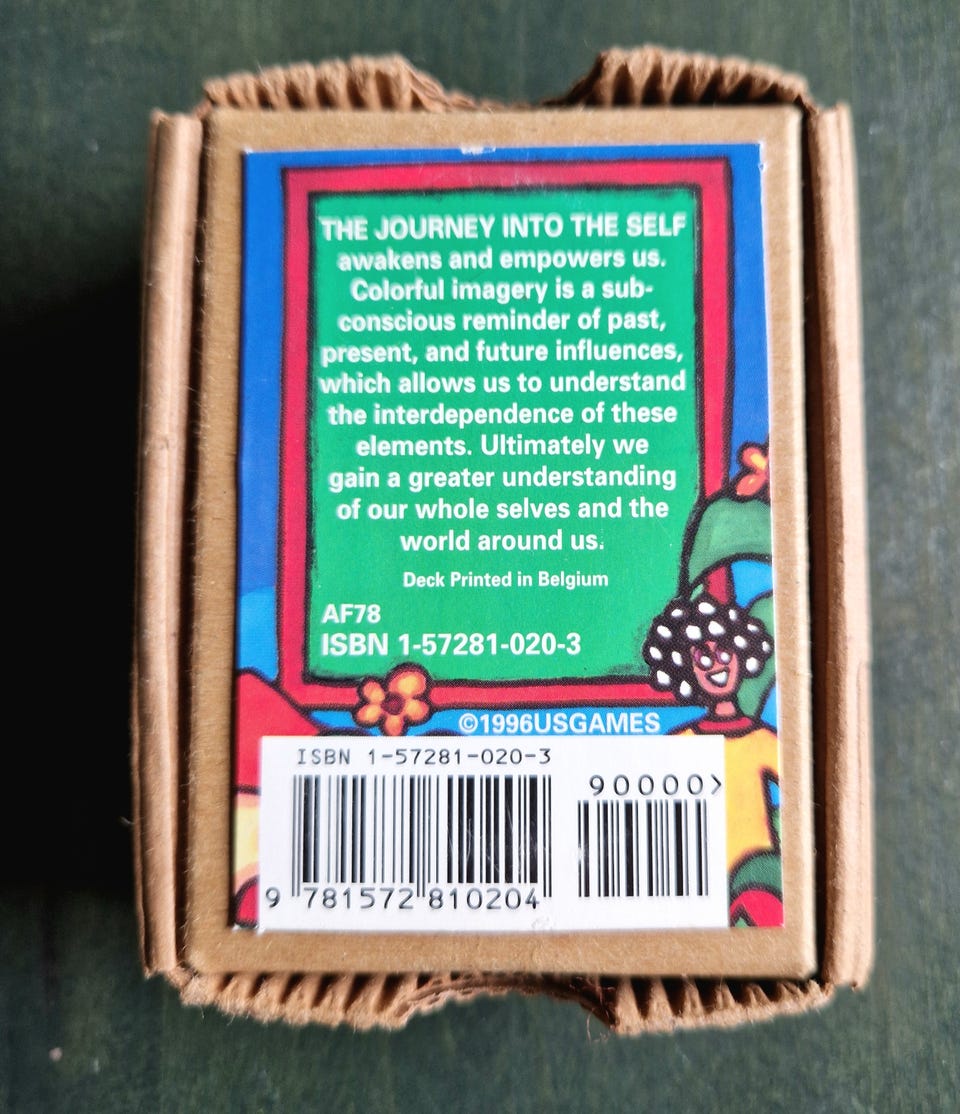 THE JOURNEY INTO THE SELF
awakens and empowers us.
Colorful imagery is a sub-
conscious reminder of past,
present, and future influences,
which allows us to understand
the interdependence of these
elements. Ultimately we
gain a greater understanding
of our whole selves and the
world around us.
Deck Printed in Belgium
AF78
ISBN 1-57281-020-3
©1996USGAMES
ISBN 1-57281-020-3
90000>
9 781572 810204